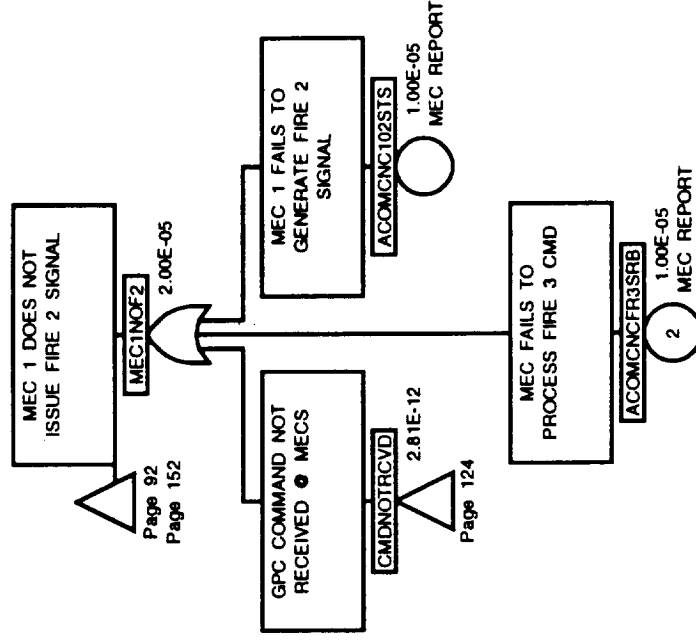 MEC 1 DOES NOT
ISSUE FIRE 2 SIGNAL
MEC1NOF2
2.00E-05
Page 92
Page 152
GPC COMMAND NOT
RECEIVED @ MECS
CMDNOTRCVD
2.81E-12
Page 124
MEC 1 FAILS TO
GENERATE FIRE 2
SIGNAL
ACOMCNC102STS
1.00E-05
MEC REPORT
MEC FAILS TO
PROCESS FIRE 3 CMD
ACOMCNCFR3SRB
2
1.00E-05
MEC REPORT